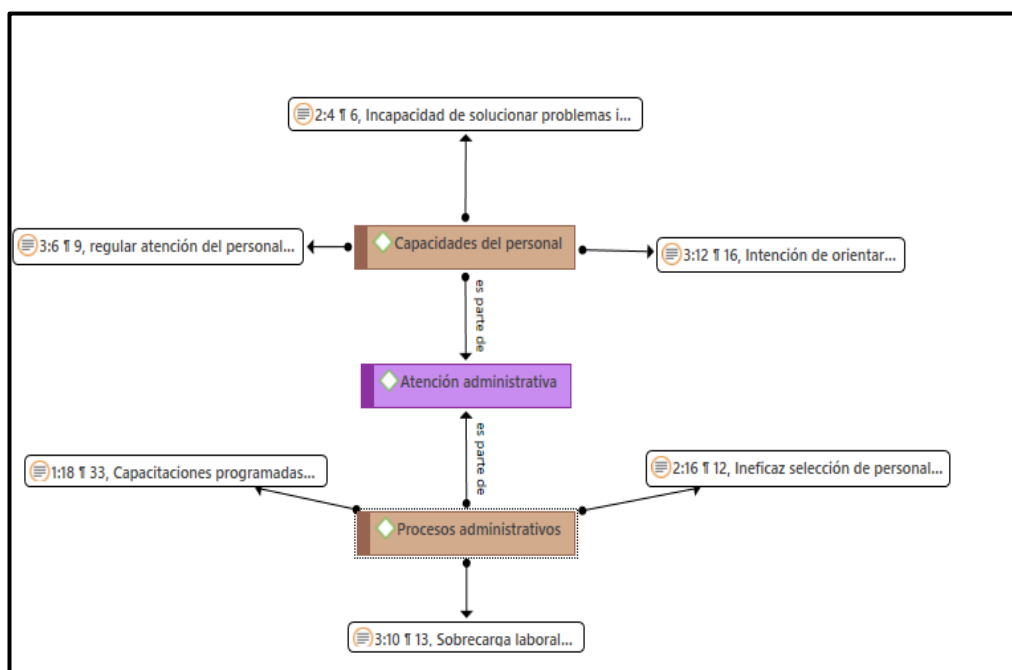 2:4 ¶ 6, Incapacidad de solucionar problemas i...
Capacidades del personal
3:6 ¶ 9, regular atención del personal...
3:12 ¶ 16, Intención de orientar...
es parte de
Atención administrativa
es parte de
1:18 ¶ 33, Capacitaciones programadas...
2:16 ¶ 12, Ineficaz selección de personal...
Procesos administrativos
3:10 ¶ 13, Sobrecarga laboral...